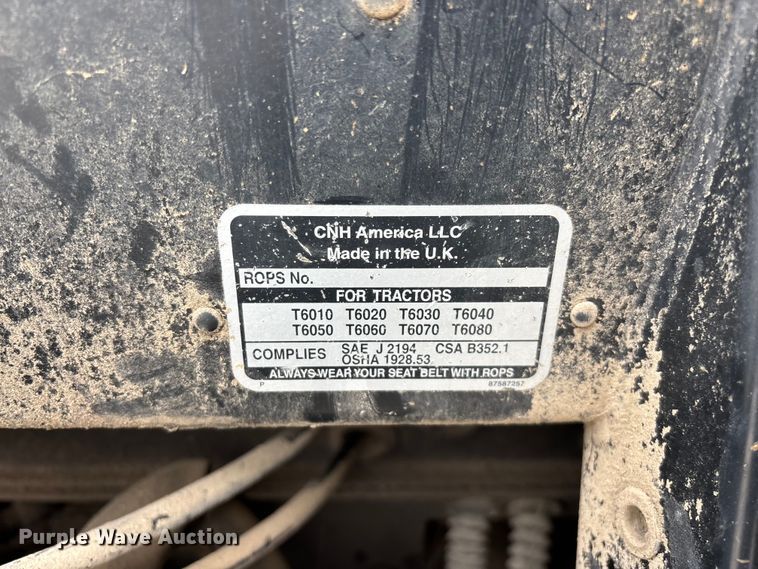 CNH America LLC
Made in the U.K.
ROPS No.
FOR TRACTORS
T6010 T6020 T6030 T6040
T6050 T6060 T6070 T6080
COMPLIES SAE J 2194 CSA B352.1
OSHA 1928.53
ALWAYS WEAR YOUR SEAT BELT WITH ROPS
P 87587257
Purple Wave Auction